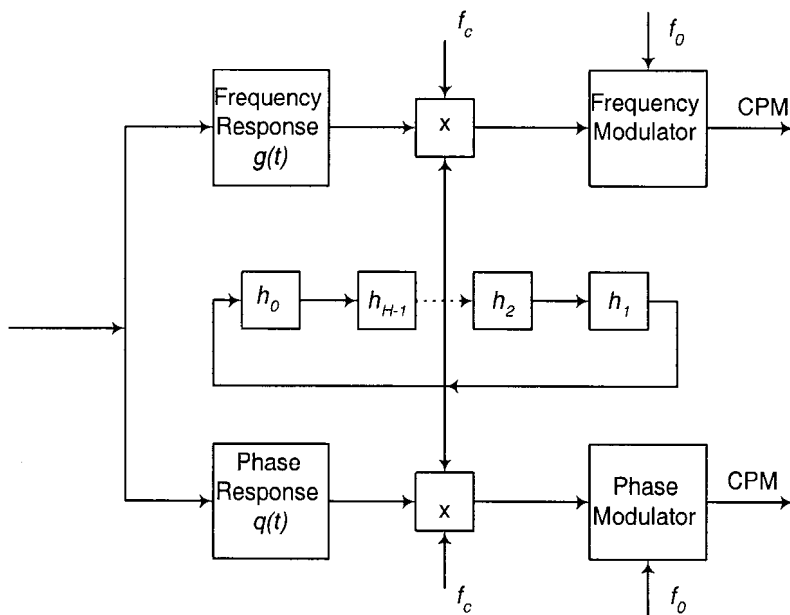 f_c
f_0
Frequency
Response
g(t)
x
Frequency
Modulator
CPM
h_0
h_{H-1}
h_2
h_1
Phase
Response
q(t)
x
Phase
Modulator
CPM
f_c
f_0